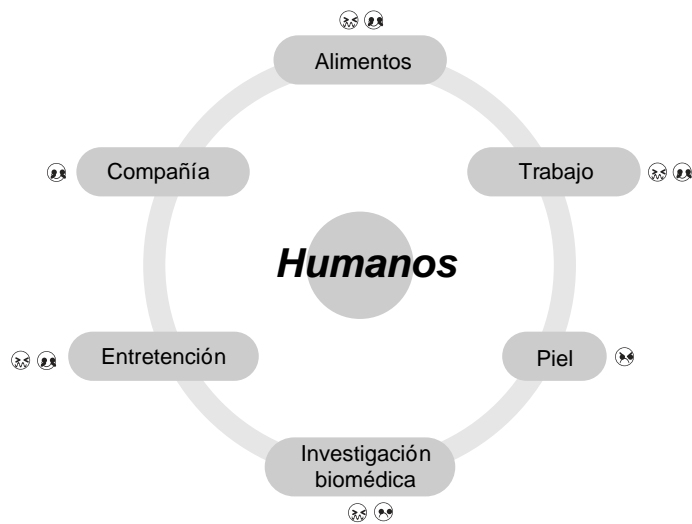 Alimentos
Compañía
Trabajo
Humanos
Entretención
Piel
Investigación
biomédica